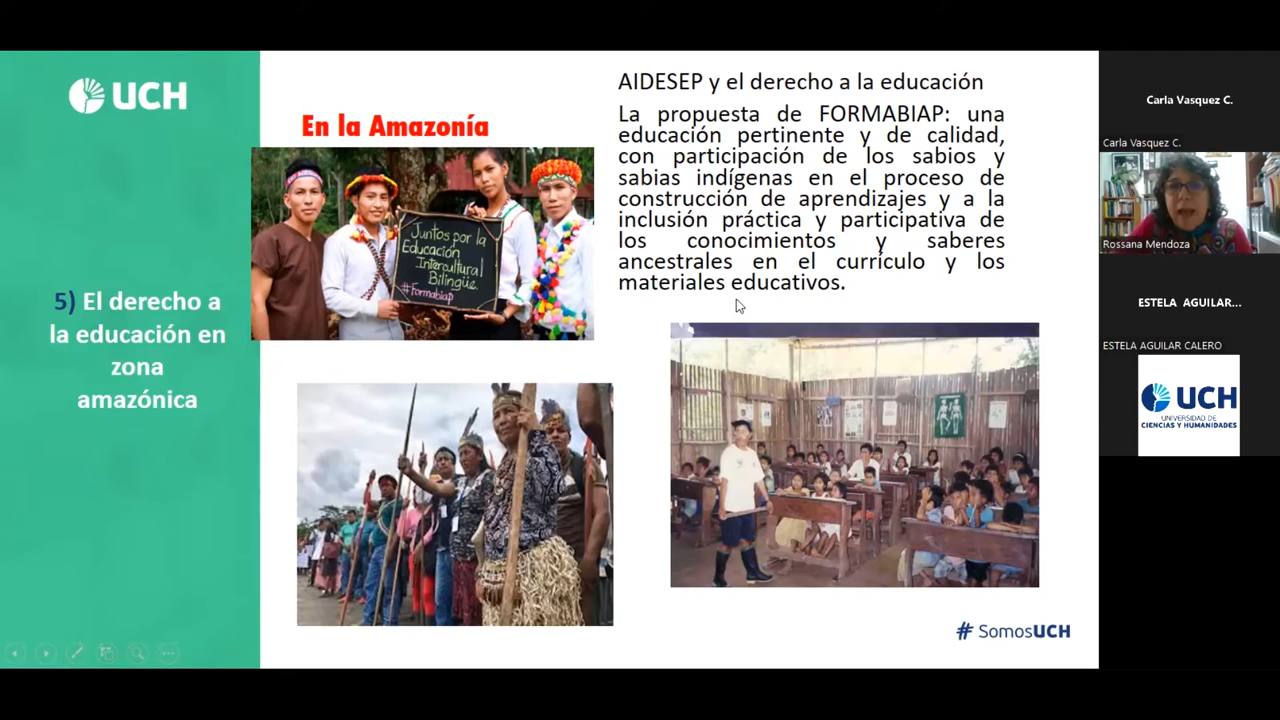 UCH
5) El derecho a
la educación en
zona
amazónica
En la Amazonía
Juntos por la
Educación
Intercultural
Bilingüe.
#Formabiap
AIDESEP y el derecho a la educación
La propuesta de FORMABIAP: una
educación pertinente y de calidad,
con participación de los sabios y
sabias indígenas en el proceso de
construcción de aprendizajes y a la
inclusión práctica y participativa de
los conocimientos y saberes
ancestrales en el currículo y los
materiales educativos.
# SomosUCH
Carla Vasquez C.
Carla Vasquez C.
Rossana Mendoza
ESTELA AGUILAR...
ESTELA AGUILAR CALERO
UCH
UNIVERSIDAD DE
CIENCIAS Y HUMANIDADES